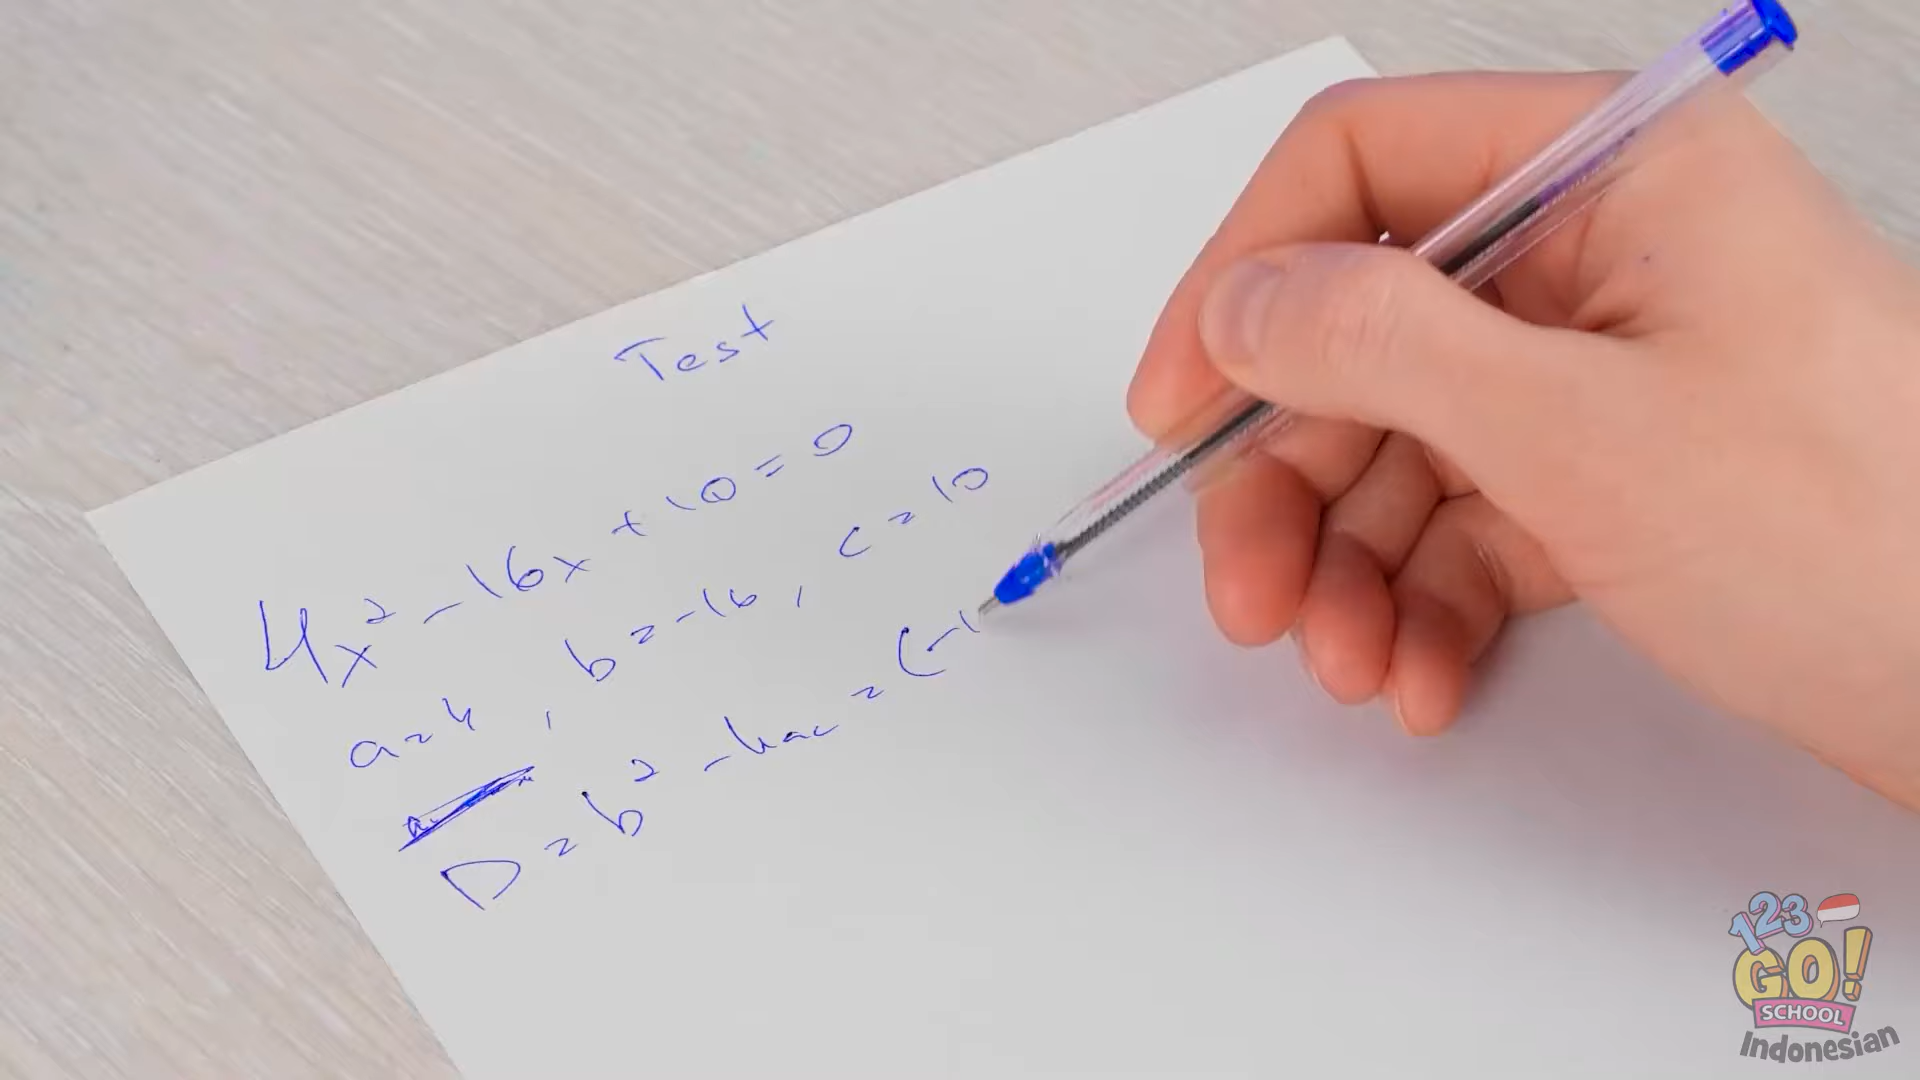 Test
4x² - 16x + 10 = 0
a = 4, b = -16, c = 10
D = b² - 4ac = (-1
123 GO!
SCHOOL
Indonesian